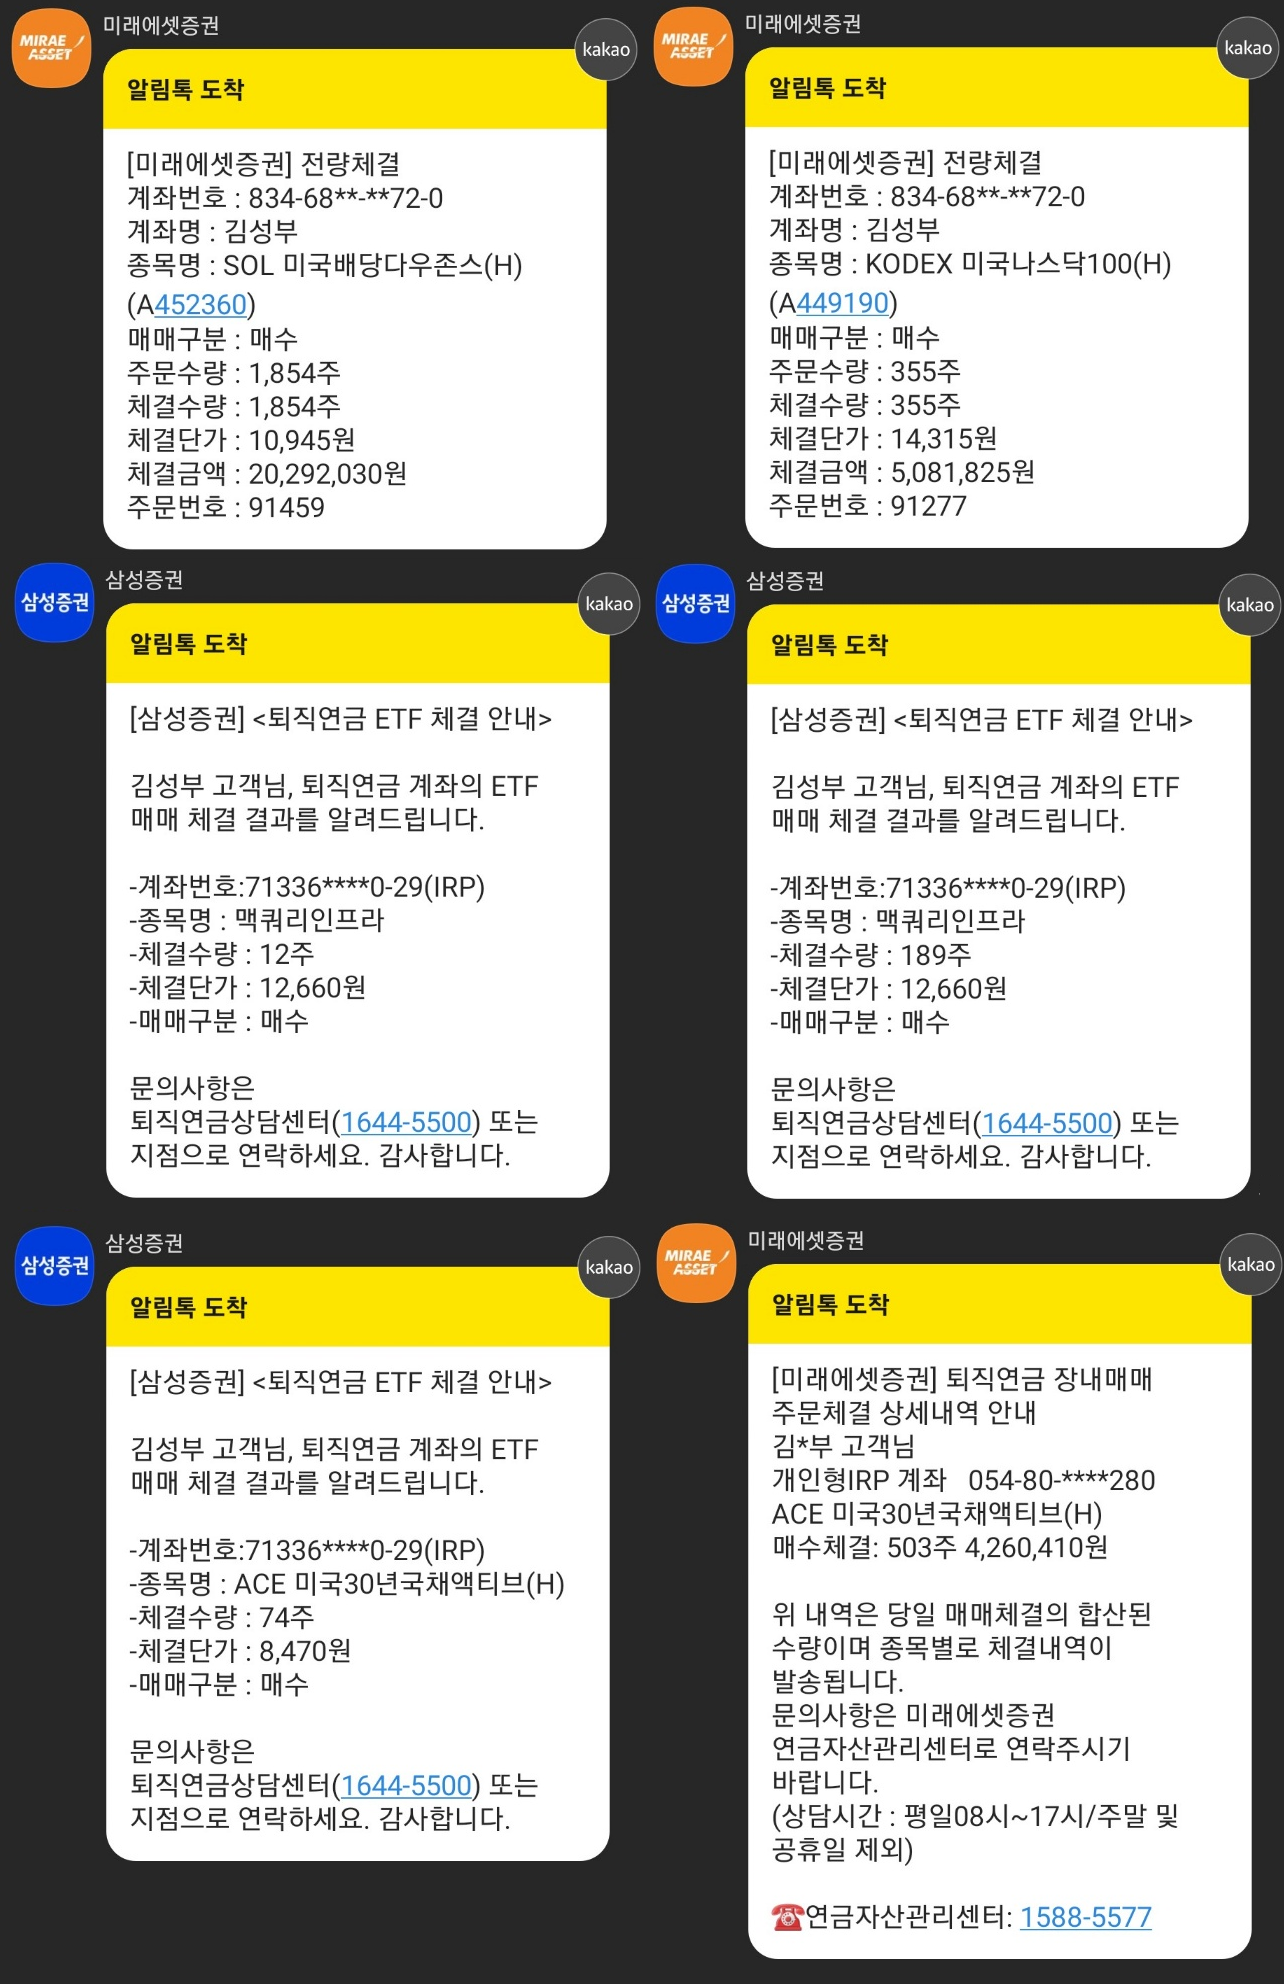 미래에셋증권
MIRAE
ASSET
kakao
알림톡 도착
[미래에셋증권] 전량체결
계좌번호 : 834-68**-**72-0
계좌명 : 김성부
종목명 : SOL 미국배당다우존스(H)
(A452360)
매매구분 : 매수
주문수량 : 1,854주
체결수량 : 1,854주
체결단가 : 10,945원
체결금액 : 20,292,030원
주문번호 : 91459
미래에셋증권
MIRAE
ASSET
kakao
알림톡 도착
[미래에셋증권] 전량체결
계좌번호 : 834-68**-**72-0
계좌명 : 김성부
종목명 : KODEX 미국나스닥100(H)
(A449190)
매매구분 : 매수
주문수량 : 355주
체결수량 : 355주
체결단가 : 14,315원
체결금액 : 5,081,825원
주문번호 : 91277
삼성증권
삼성증권
kakao
알림톡 도착
[삼성증권] <퇴직연금 ETF 체결 안내>
김성부 고객님, 퇴직연금 계좌의 ETF
매매 체결 결과를 알려드립니다.
-계좌번호:71336****0-29(IRP)
-종목명 : 맥쿼리인프라
-체결수량 : 12주
-체결단가 : 12,660원
-매매구분 : 매수
문의사항은
퇴직연금상담센터(1644-5500) 또는
지점으로 연락하세요. 감사합니다.
삼성증권
삼성증권
kakao
알림톡 도착
[삼성증권] <퇴직연금 ETF 체결 안내>
김성부 고객님, 퇴직연금 계좌의 ETF
매매 체결 결과를 알려드립니다.
-계좌번호:71336****0-29(IRP)
-종목명 : 맥쿼리인프라
-체결수량 : 189주
-체결단가 : 12,660원
-매매구분 : 매수
문의사항은
퇴직연금상담센터(1644-5500) 또는
지점으로 연락하세요. 감사합니다.
삼성증권
삼성증권
kakao
알림톡 도착
[삼성증권] <퇴직연금 ETF 체결 안내>
김성부 고객님, 퇴직연금 계좌의 ETF
매매 체결 결과를 알려드립니다.
-계좌번호:71336****0-29(IRP)
-종목명 : ACE 미국30년국채액티브(H)
-체결수량 : 74주
-체결단가 : 8,470원
-매매구분 : 매수
문의사항은
퇴직연금상담센터(1644-5500) 또는
지점으로 연락하세요. 감사합니다.
미래에셋증권
MIRAE
ASSET
kakao
알림톡 도착
[미래에셋증권] 퇴직연금 장내매매
주문체결 상세내역 안내
김*부 고객님
개인형IRP 계좌 054-80-****280
ACE 미국30년국채액티브(H)
매수체결: 503주 4,260,410원
위 내역은 당일 매매체결의 합산된
수량이며 종목별로 체결내역이
발송됩니다.
문의사항은 미래에셋증권
연금자산관리센터로 연락주시기
바랍니다.
(상담시간 : 평일08시~17시/주말 및
공휴일 제외)
☎연금자산관리센터: 1588-5577